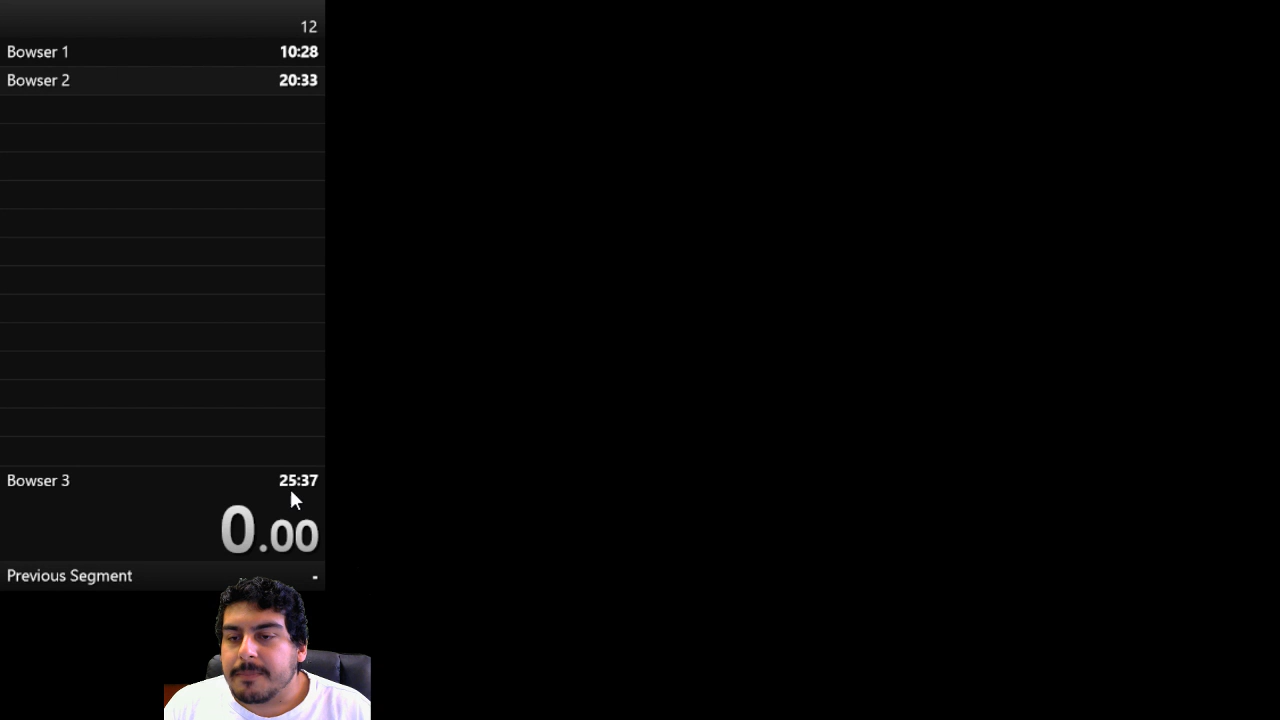 12
Bowser 1 10:28
Bowser 2 20:33
Bowser 3 25:37
0.00
Previous Segment -